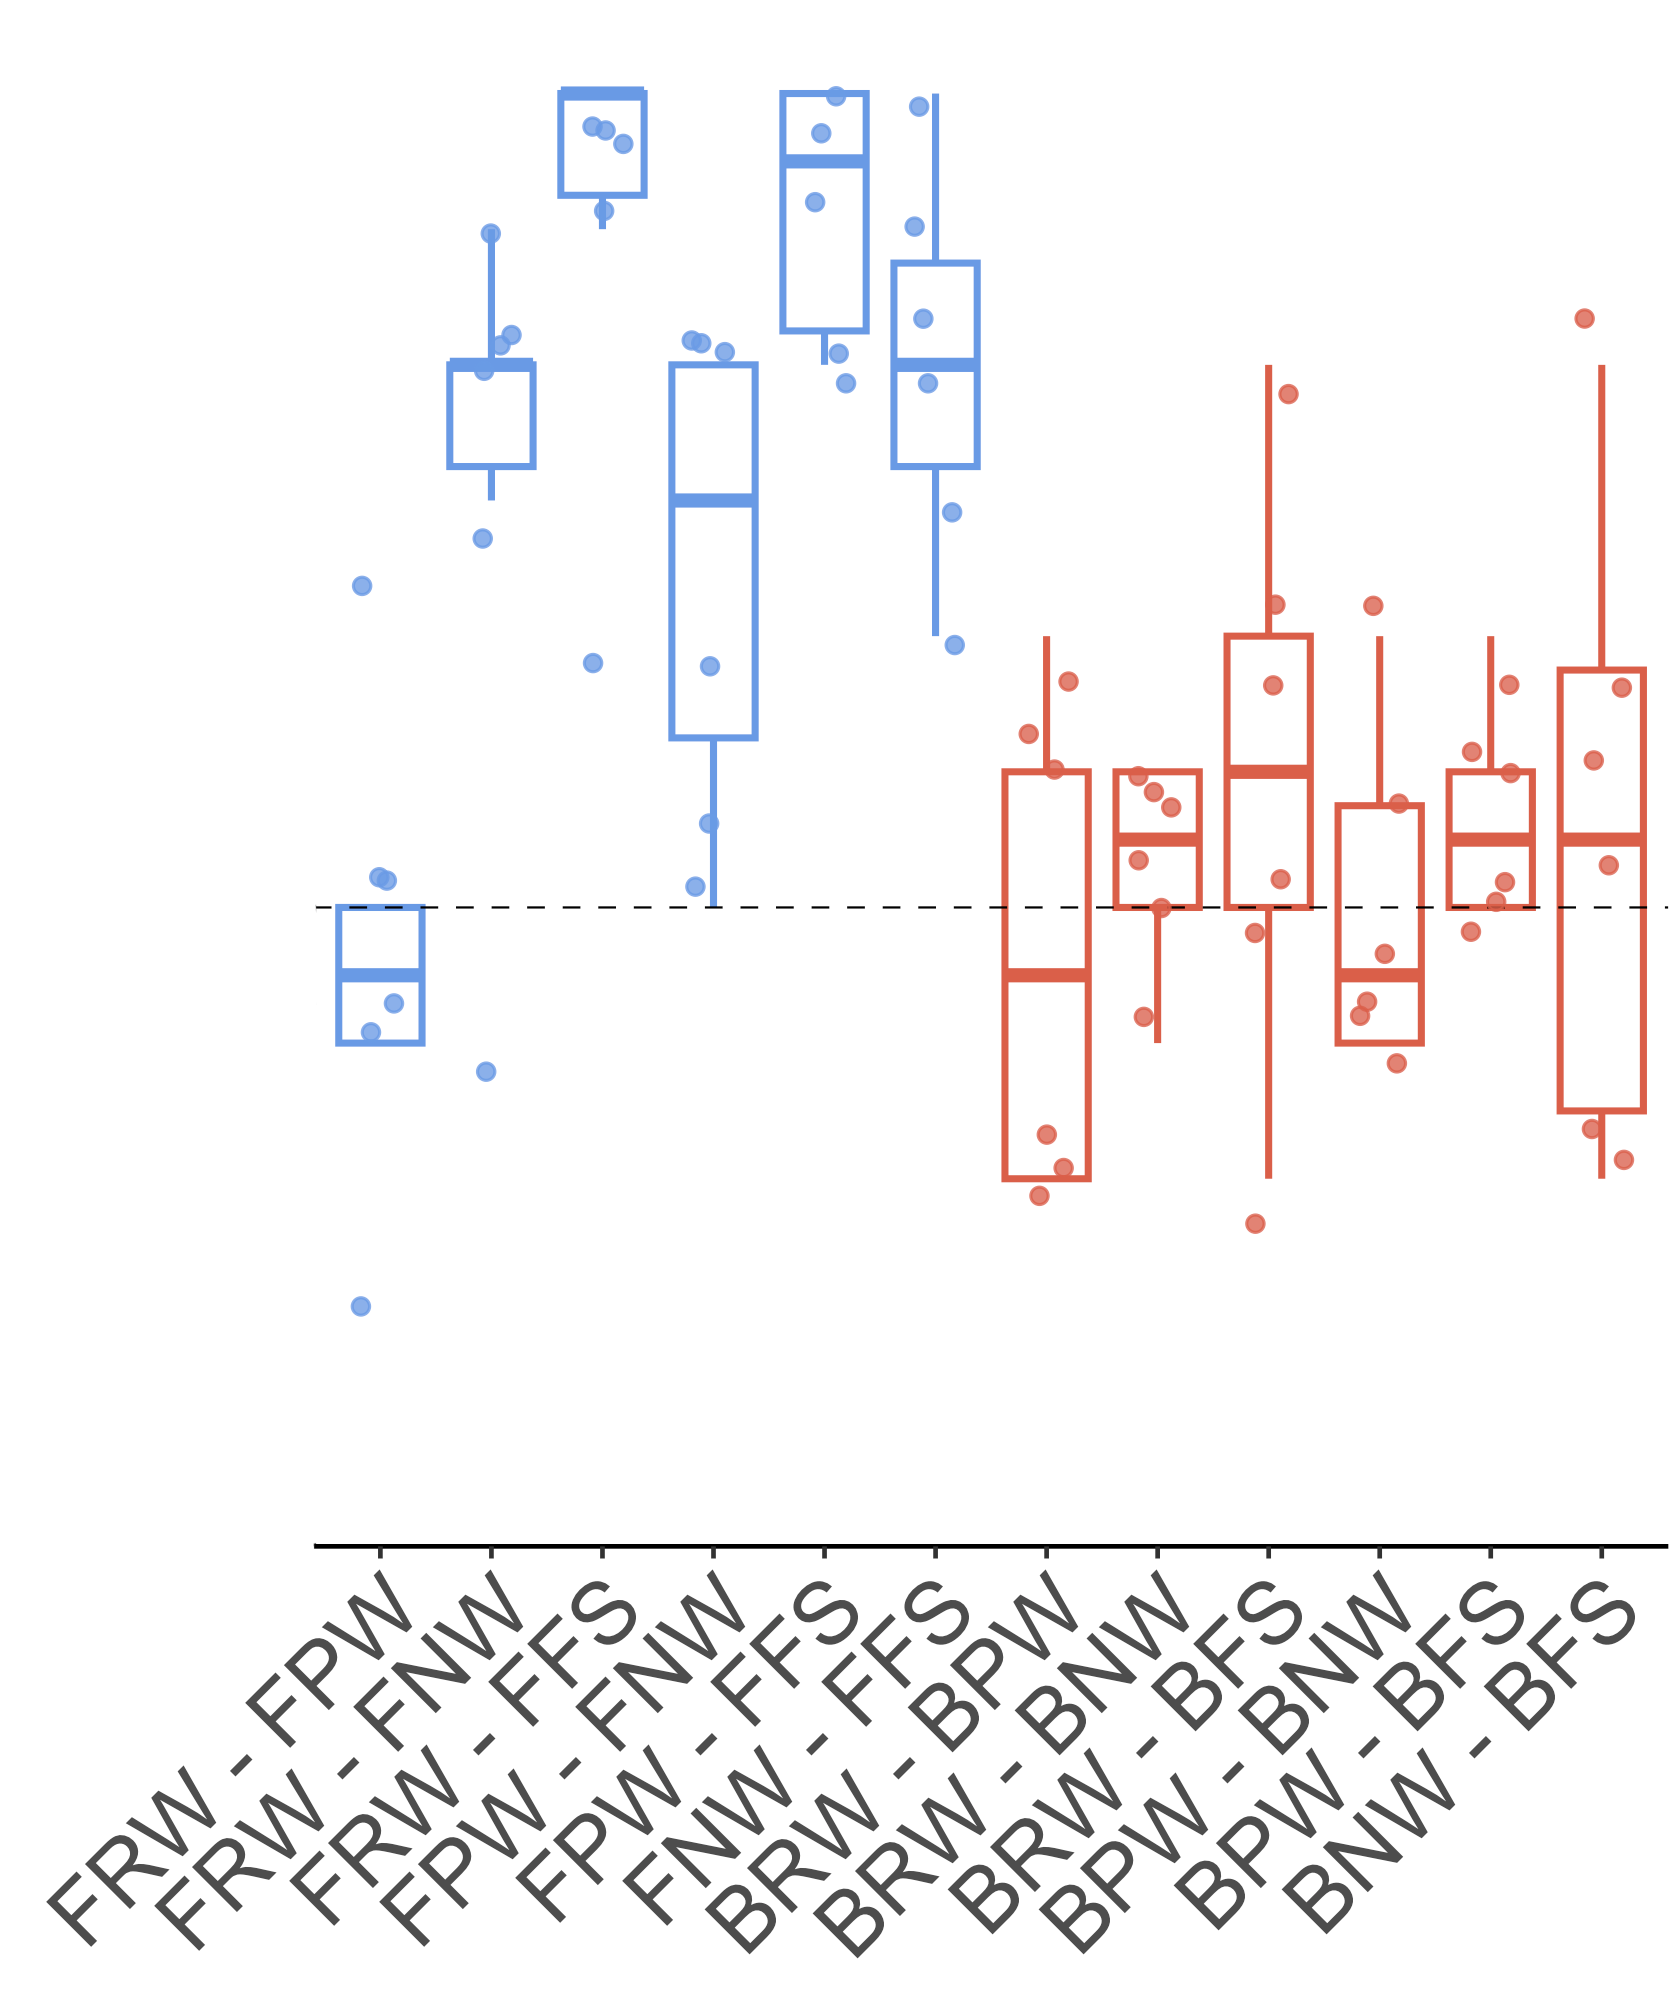 FRW - FPW
FRW - FNW
FRW - FFS
FPW - FNW
FPW - FFS
FNW - FFS
BRW - BPW
BRW - BNW
BRW - BFS
BPW - BNW
BPW - BFS
BNW - BFS